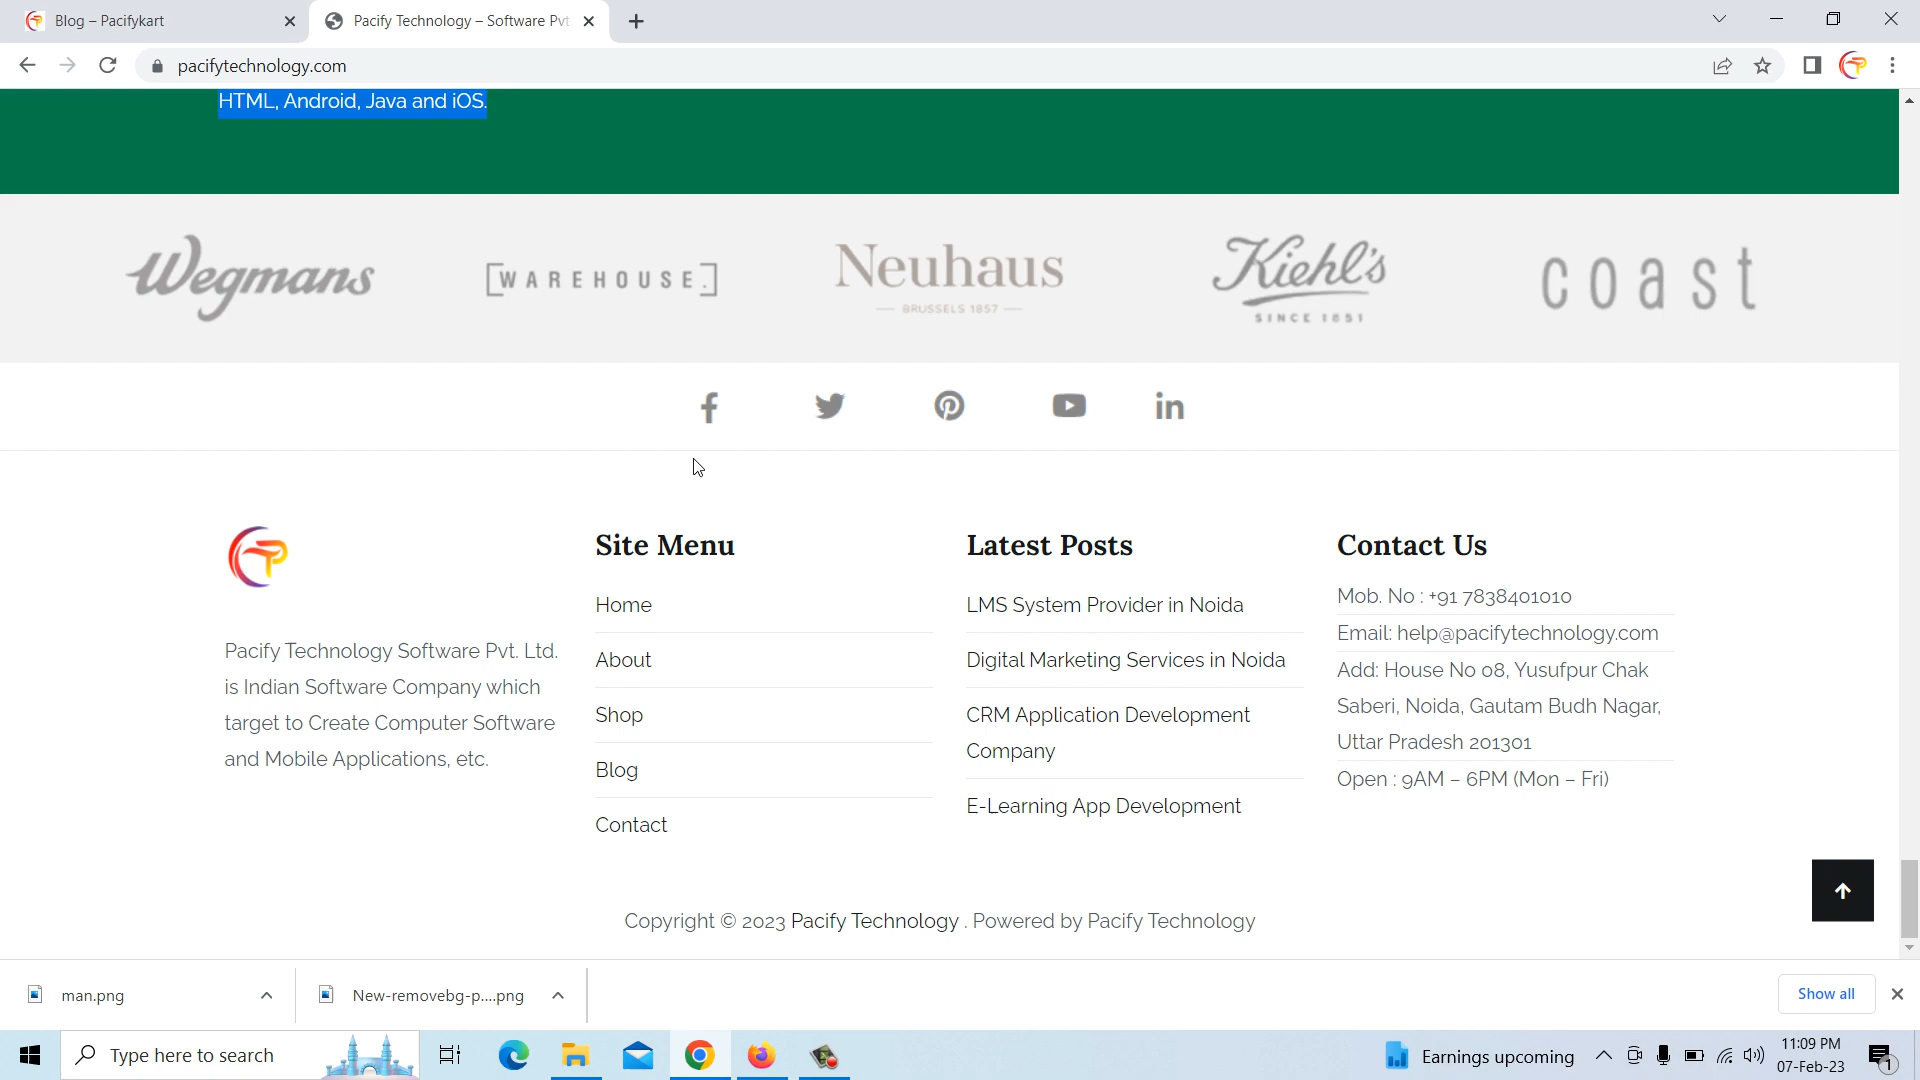 Blog – Pacifykart
Pacify Technology – Software Pvt
pacifytechnology.com
HTML, Android, Java and iOS.
Wegmans
[WAREHOUSE.]
Neuhaus
BRUSSELS 1857
Kiehl's
SINCE 1851
coast
Pacify Technology Software Pvt. Ltd.
is Indian Software Company which
target to Create Computer Software
and Mobile Applications, etc.
Site Menu
Home
About
Shop
Blog
Contact
Latest Posts
LMS System Provider in Noida
Digital Marketing Services in Noida
CRM Application Development
Company
E-Learning App Development
Contact Us
Mob. No : +91 7838401010
Email: help@pacifytechnology.com
Add: House No 08, Yusufpur Chak
Saberi, Noida, Gautam Budh Nagar,
Uttar Pradesh 201301
Open : 9AM – 6PM (Mon – Fri)
Copyright © 2023 Pacify Technology . Powered by Pacify Technology
man.png
New-removebg-p....png
Show all
Type here to search
Earnings upcoming
11:09 PM
07-Feb-23
1